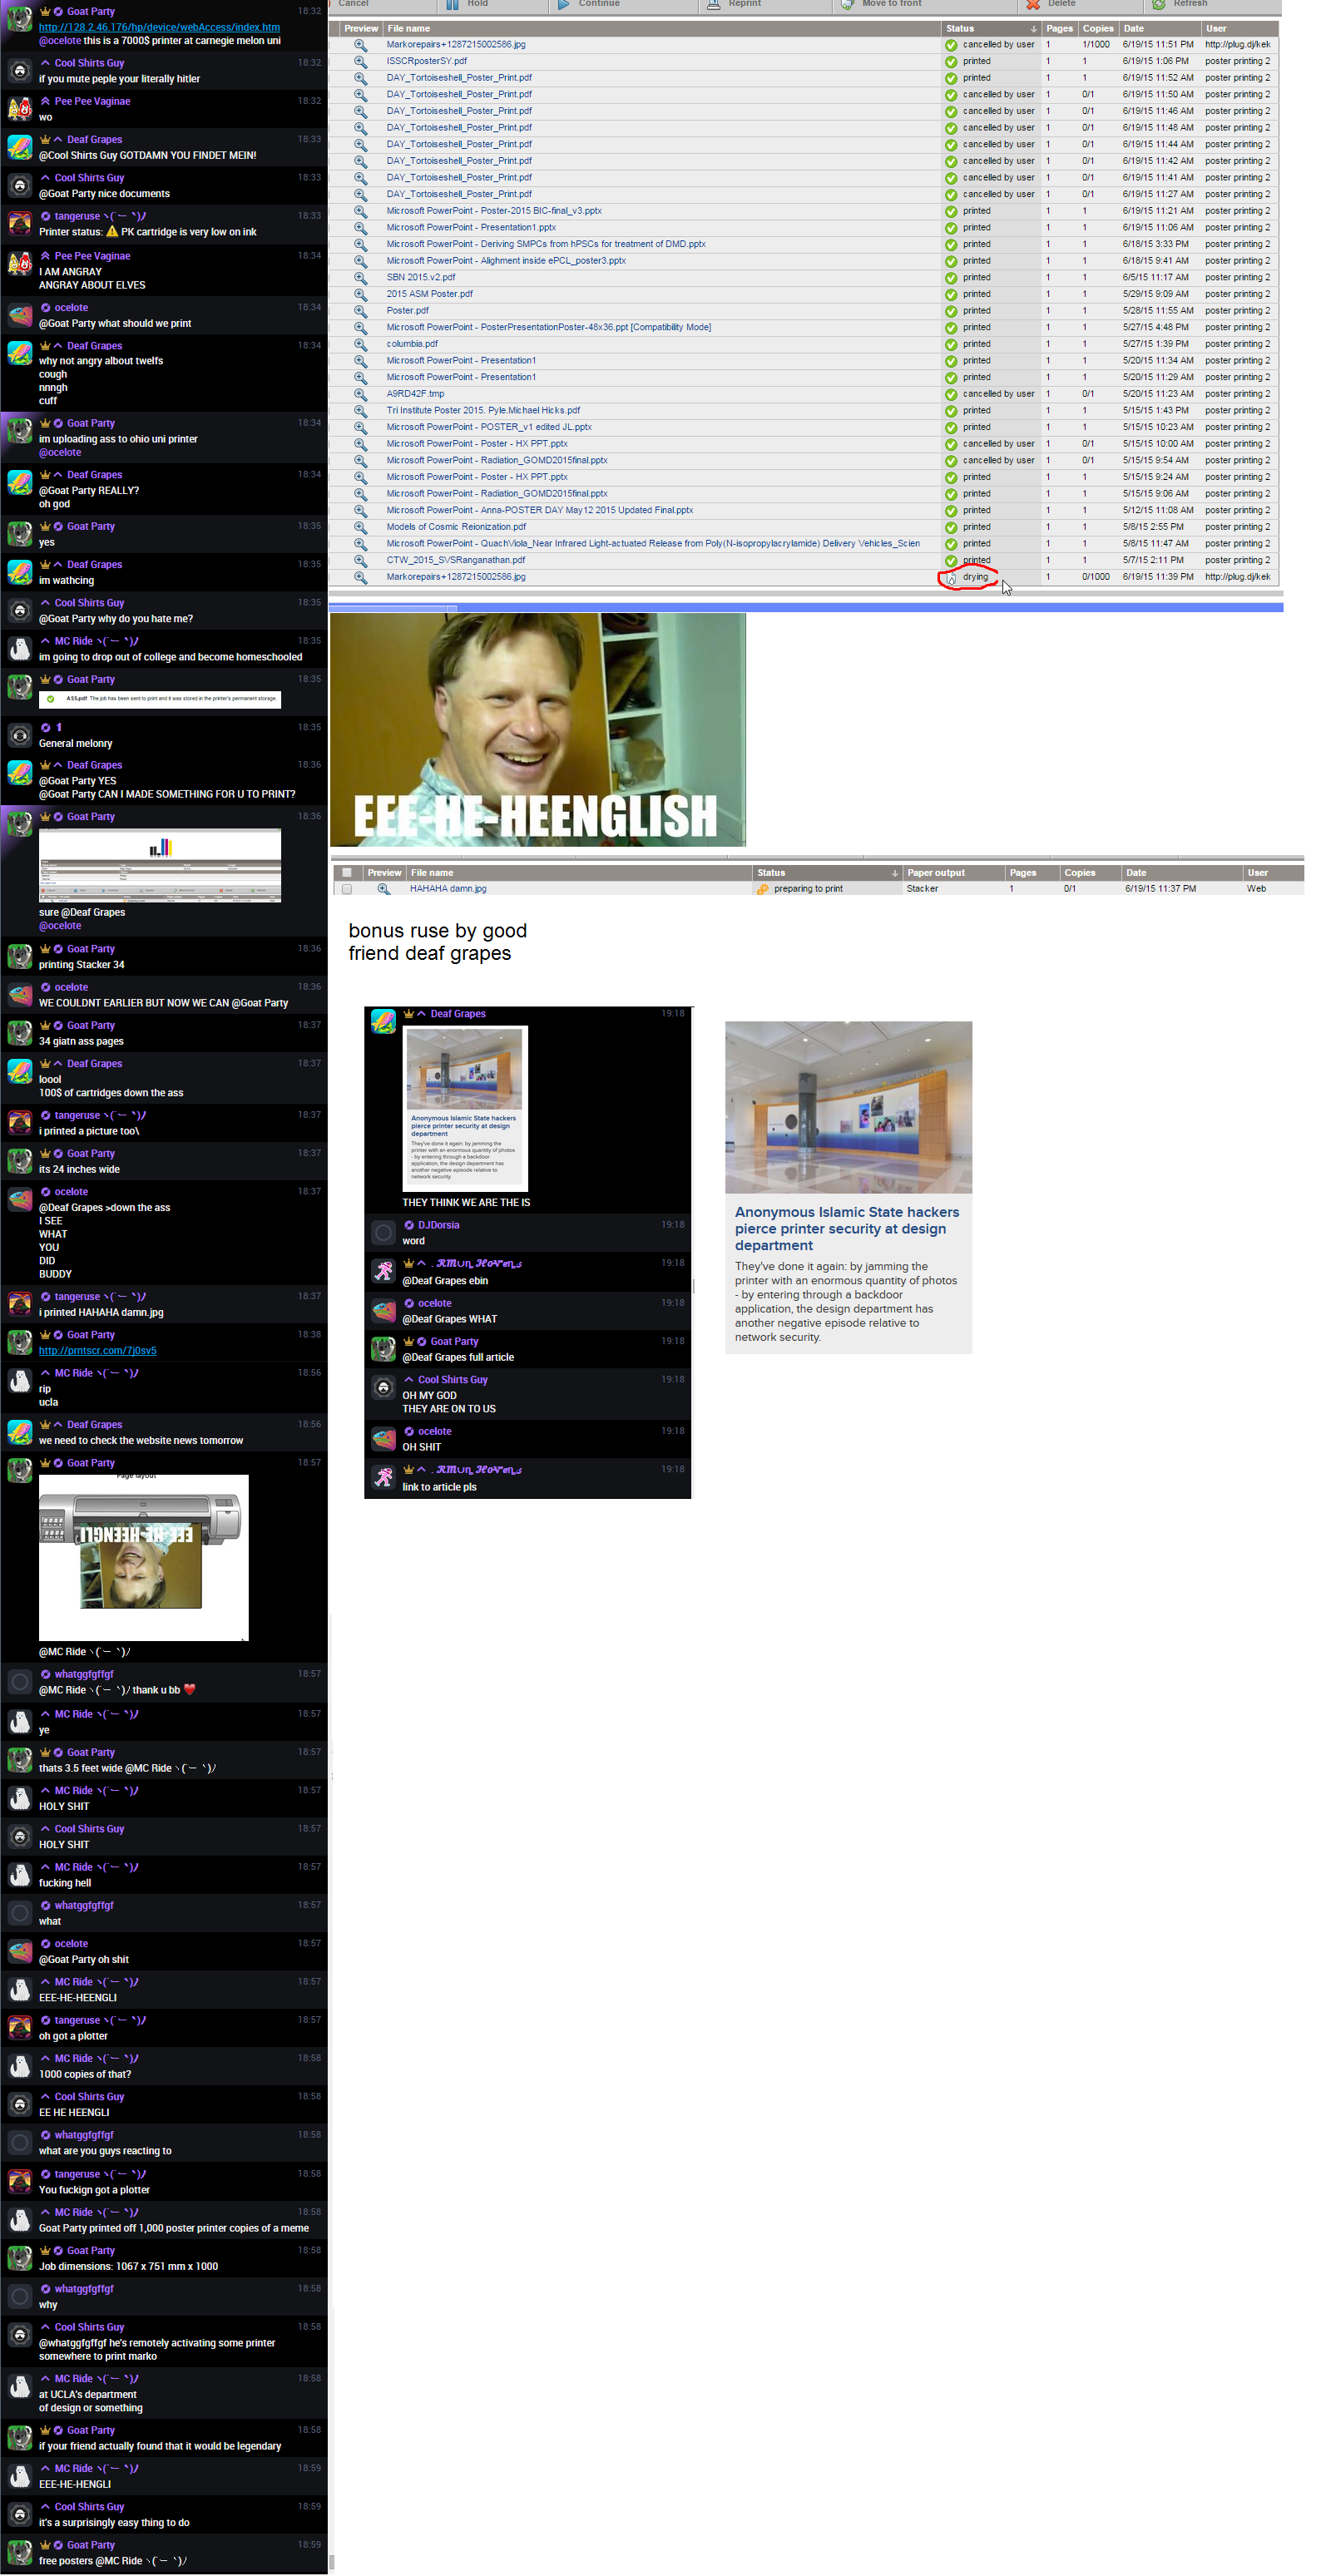 Goat Party 18:32
http://128.2.46.176/hp/device/webAccess/index.htm
@ocelote this is a 7000$ printer at carnegie melon uni
Cool Shirts Guy 18:32
if you mute peple your literally hitler
Pee Pee Vaginae 18:32
wo
Deaf Grapes 18:33
@Cool Shirts Guy GOTDAMN YOU FINDET MEIN!
Cool Shirts Guy 18:33
@Goat Party nice documents
tangeruse 18:33
Printer status: ⚠ PK cartridge is very low on ink
Pee Pee Vaginae 18:34
I AM ANGRAY
ANGRAY ABOUT ELVES
ocelote 18:34
@Goat Party what should we print
Deaf Grapes 18:34
why not angry albout twelfs
cough
nnngh
cuff
Goat Party 18:34
im uploading ass to ohio uni printer
@ocelote
Deaf Grapes 18:34
@Goat Party REALLY?
oh god
Goat Party 18:35
yes
Deaf Grapes 18:35
im wathcing
Cool Shirts Guy 18:35
@Goat Party why do you hate me?
MC Ride 18:35
im going to drop out of college and become homeschooled
Goat Party 18:35
ASS.pdf: The job has been sent to print and it was stored in the printer's permanent storage.
1 18:35
General melonry
Deaf Grapes 18:36
@Goat Party YES
@Goat Party CAN I MADE SOMETHING FOR U TO PRINT?
Goat Party 18:36
sure @Deaf Grapes
@ocelote
Goat Party 18:36
printing Stacker 34
ocelote 18:36
WE COULDNT EARLIER BUT NOW WE CAN @Goat Party
Goat Party 18:37
34 giatn ass pages
Deaf Grapes 18:37
loool
100$ of cartridges down the ass
tangeruse 18:37
i printed a picture too\
Goat Party 18:37
its 24 inches wide
ocelote 18:37
@Deaf Grapes >down the ass
I SEE
WHAT
YOU
DID
BUDDY
tangeruse 18:37
i printed HAHAHA damn.jpg
Goat Party 18:38
http://prntscr.com/7j0sv5
MC Ride 18:56
rip
ucla
Deaf Grapes 18:56
we need to check the website news tomorrow
Goat Party 18:57
Page layout
EEE-HE-HEENGLI
@MC Ride
whatggfgffgf 18:57
@MC Ride thank u bb ❤
MC Ride 18:57
ye
Goat Party 18:57
thats 3.5 feet wide @MC Ride
MC Ride 18:57
HOLY SHIT
Cool Shirts Guy 18:57
HOLY SHIT
MC Ride 18:57
fucking hell
whatggfgffgf 18:57
what
ocelote 18:57
@Goat Party oh shit
MC Ride 18:57
EEE-HE-HEENGLI
tangeruse 18:57
oh got a plotter
MC Ride 18:58
1000 copies of that?
Cool Shirts Guy 18:58
EE HE HEENGLI
whatggfgffgf 18:58
what are you guys reacting to
tangeruse 18:58
You fuckign got a plotter
MC Ride 18:58
Goat Party printed off 1,000 poster printer copies of a meme
Goat Party 18:58
Job dimensions: 1067 x 751 mm x 1000
whatggfgffgf 18:58
why
Cool Shirts Guy 18:58
@whatggfgffgf he's remotely activating some printer
somewhere to print marko
MC Ride 18:58
at UCLA's department
of design or something
Goat Party 18:58
if your friend actually found that it would be legendary
MC Ride 18:59
EEE-HE-HENGLI
Cool Shirts Guy 18:59
it's a surprisingly easy thing to do
Goat Party 18:59
free posters @MC Ride
Cancel Hold Continue Reprint Move to front Delete Refresh
Preview File name Status Pages Copies Date User
Markorepairs+1287215002586.jpg cancelled by user 1 1/1000 6/19/15 11:51 PM http://plug.dj/kek
ISSCRposterSY.pdf printed 1 1 6/19/15 1:06 PM poster printing 2
DAY_Tortoiseshell_Poster_Print.pdf printed 1 1 6/19/15 11:52 AM poster printing 2
DAY_Tortoiseshell_Poster_Print.pdf cancelled by user 1 0/1 6/19/15 11:50 AM poster printing 2
DAY_Tortoiseshell_Poster_Print.pdf cancelled by user 1 0/1 6/19/15 11:46 AM poster printing 2
DAY_Tortoiseshell_Poster_Print.pdf cancelled by user 1 0/1 6/19/15 11:48 AM poster printing 2
DAY_Tortoiseshell_Poster_Print.pdf cancelled by user 1 0/1 6/19/15 11:44 AM poster printing 2
DAY_Tortoiseshell_Poster_Print.pdf cancelled by user 1 0/1 6/19/15 11:42 AM poster printing 2
DAY_Tortoiseshell_Poster_Print.pdf cancelled by user 1 0/1 6/19/15 11:41 AM poster printing 2
DAY_Tortoiseshell_Poster_Print.pdf cancelled by user 1 0/1 6/19/15 11:27 AM poster printing 2
Microsoft PowerPoint - Poster-2015 BIC-final_v3.pptx printed 1 1 6/19/15 11:21 AM poster printing 2
Microsoft PowerPoint - Presentation1.pptx printed 1 1 6/19/15 11:06 AM poster printing 2
Microsoft PowerPoint - Deriving SMPCs from hPSCs for treatment of DMD.pptx printed 1 1 6/18/15 3:33 PM poster printing 2
Microsoft PowerPoint - Alighment inside ePCL_poster3.pptx printed 1 1 6/18/15 9:41 AM poster printing 2
SBN 2015.v2.pdf printed 1 1 6/5/15 11:17 AM poster printing 2
2015 ASM Poster.pdf printed 1 1 5/29/15 9:09 AM poster printing 2
Poster.pdf printed 1 1 5/28/15 11:55 AM poster printing 2
Microsoft PowerPoint - PosterPresentationPoster-48x36.ppt [Compatibility Mode] printed 1 1 5/27/15 4:48 PM poster printing 2
columbia.pdf printed 1 1 5/27/15 1:39 PM poster printing 2
Microsoft PowerPoint - Presentation1 printed 1 1 5/20/15 11:34 AM poster printing 2
Microsoft PowerPoint - Presentation1 printed 1 1 5/20/15 11:29 AM poster printing 2
A9RD42F.tmp cancelled by user 1 0/1 5/20/15 11:23 AM poster printing 2
Tri Institute Poster 2015. Pyle.Michael Hicks.pdf printed 1 1 5/15/15 1:43 PM poster printing 2
Microsoft PowerPoint - POSTER_v1 edited JL.pptx printed 1 1 5/15/15 10:23 AM poster printing 2
Microsoft PowerPoint - Poster - HX PPT.pptx cancelled by user 1 0/1 5/15/15 10:00 AM poster printing 2
Microsoft PowerPoint - Radiation_GOMD2015final.pptx cancelled by user 1 0/1 5/15/15 9:54 AM poster printing 2
Microsoft PowerPoint - Poster - HX PPT.pptx printed 1 1 5/15/15 9:24 AM poster printing 2
Microsoft PowerPoint - Radiation_GOMD2015final.pptx printed 1 1 5/15/15 9:06 AM poster printing 2
Microsoft PowerPoint - Anna-POSTER DAY May12 2015 Updated Final.pptx printed 1 1 5/12/15 11:08 AM poster printing 2
Models of Cosmic Reionization.pdf printed 1 1 5/8/15 2:55 PM poster printing 2
Microsoft PowerPoint - QuachViola_Near Infrared Light-actuated Release from Poly(N-isopropylacrylamide) Delivery Vehicles_Scien printed 1 1 5/8/15 11:47 AM poster printing 2
CTW_2015_SVSRanganathan.pdf printed 1 1 5/7/15 2:11 PM poster printing 2
Markorepairs+1287215002586.jpg drying 1 0/1000 6/19/15 11:39 PM http://plug.dj/kek
EEE-HE-HEENGLISH
Preview File name Status Paper output Pages Copies Date User
HAHAHA damn.jpg preparing to print Stacker 1 0/1 6/19/15 11:37 PM Web
bonus ruse by good
friend deaf grapes
Deaf Grapes 19:18
Anonymous Islamic State hackers
pierce printer security at design
department
They've done it again: by jamming the
printer with an enormous quantity of photos
- by entering through a backdoor
application, the design department has
another negative episode relative to
network security.
THEY THINK WE ARE THE IS
DJDorsia 19:18
word
19:18
@Deaf Grapes ebin
ocelote 19:18
@Deaf Grapes WHAT
Goat Party 19:18
@Deaf Grapes full article
Cool Shirts Guy 19:18
OH MY GOD
THEY ARE ON TO US
ocelote 19:18
OH SHIT
19:18
link to article pls
Anonymous Islamic State hackers
pierce printer security at design
department
They've done it again: by jamming the
printer with an enormous quantity of photos
- by entering through a backdoor
application, the design department has
another negative episode relative to
network security.